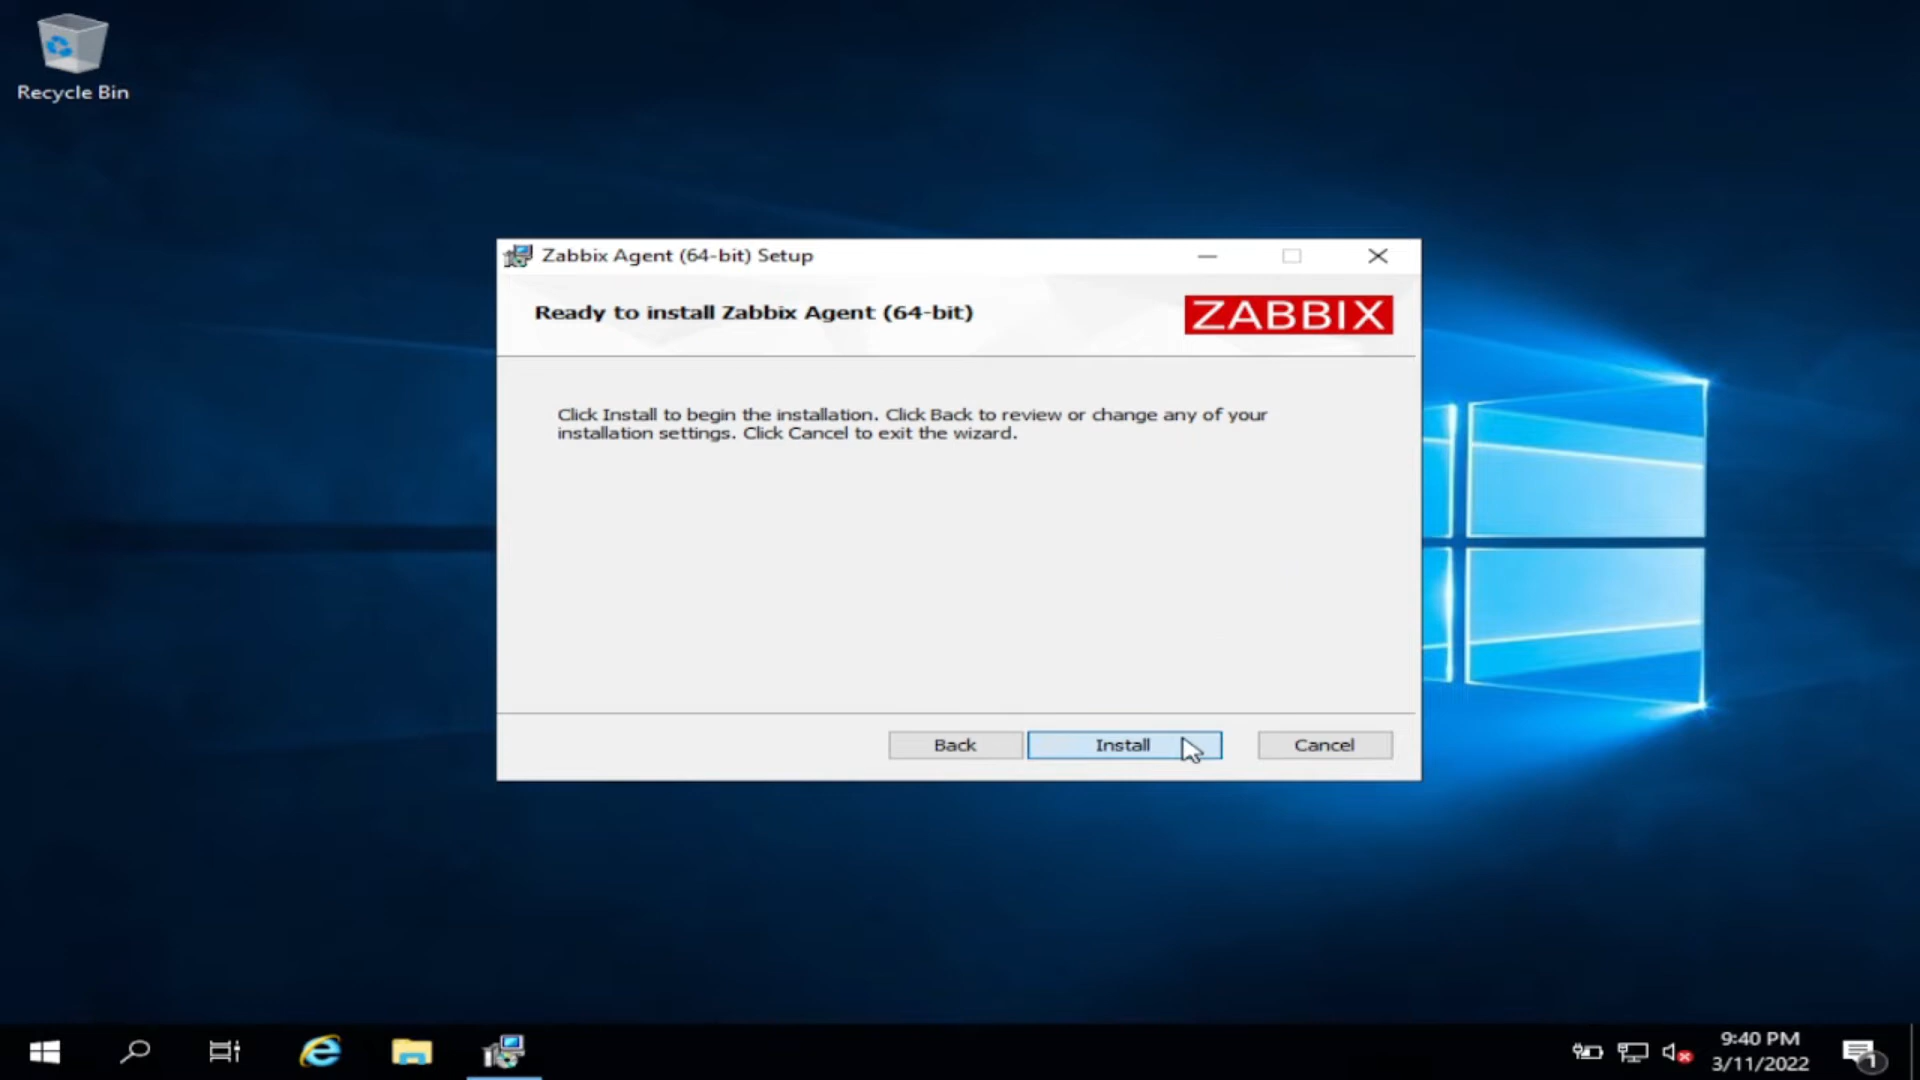 Recycle Bin
Zabbix Agent (64-bit) Setup
Ready to install Zabbix Agent (64-bit)
ZABBIX
Click Install to begin the installation. Click Back to review or change any of your
installation settings. Click Cancel to exit the wizard.
Back
Install
Cancel
9:40 PM
3/11/2022
1